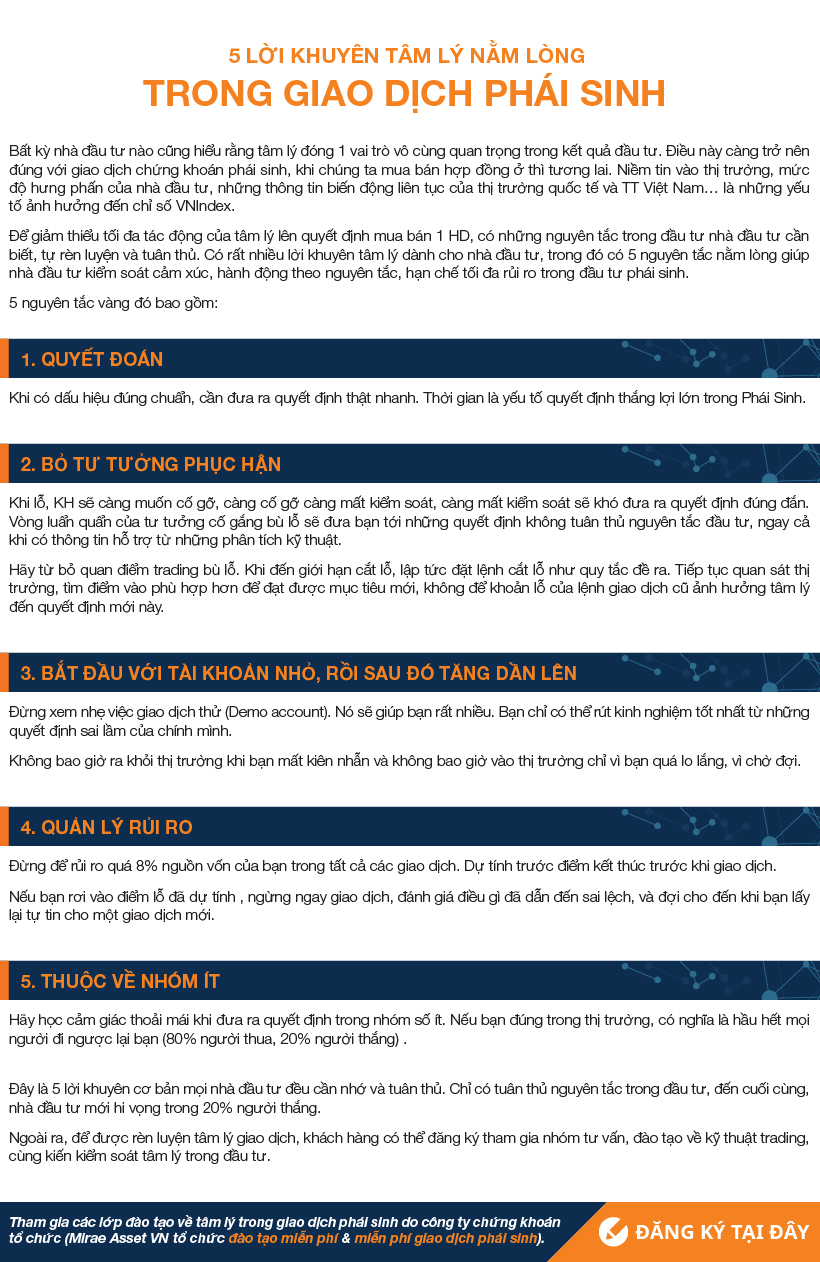 5 LỜI KHUYÊN TÂM LÝ NẰM LÒNG
TRONG GIAO DỊCH PHÁI SINH
Bất kỳ nhà đầu tư nào cũng hiểu rằng tâm lý đóng 1 vai trò vô cùng quan trọng trong kết quả đầu tư. Điều này càng trở nên
đúng với giao dịch chứng khoán phái sinh, khi chúng ta mua bán hợp đồng ở thì tương lai. Niềm tin vào thị trường, mức
độ hưng phấn của nhà đầu tư, những thông tin biến động liên tục của thị trường quốc tế và TT Việt Nam… là những yếu
tố ảnh hưởng đến chỉ số VNIndex.
Để giảm thiểu tối đa tác động của tâm lý lên quyết định mua bán 1 HD, có những nguyên tắc trong đầu tư nhà đầu tư cần
biết, tự rèn luyện và tuân thủ. Có rất nhiều lời khuyên tâm lý dành cho nhà đầu tư, trong đó có 5 nguyên tắc nằm lòng giúp
nhà đầu tư kiểm soát cảm xúc, hành động theo nguyên tắc, hạn chế tối đa rủi ro trong đầu tư phái sinh.
5 nguyên tắc vàng đó bao gồm:
1. QUYẾT ĐOÁN
Khi có dấu hiệu đúng chuẩn, cần đưa ra quyết định thật nhanh. Thời gian là yếu tố quyết định thắng lợi lớn trong Phái Sinh.
2. BỎ TƯ TƯỞNG PHỤC HẬN
Khi lỗ, KH sẽ càng muốn cố gỡ, càng cố gỡ càng mất kiểm soát, càng mất kiểm soát sẽ khó đưa ra quyết định đúng đắn.
Vòng luẩn quẩn của tư tưởng cố gắng bù lỗ sẽ đưa bạn tới những quyết định không tuân thủ nguyên tắc đầu tư, ngay cả
khi có thông tin hỗ trợ từ những phân tích kỹ thuật.
Hãy từ bỏ quan điểm trading bù lỗ. Khi đến giới hạn cắt lỗ, lập tức đặt lệnh cắt lỗ như quy tắc đề ra. Tiếp tục quan sát thị
trường, tìm điểm vào phù hợp hơn để đạt được mục tiêu mới, không để khoản lỗ của lệnh giao dịch cũ ảnh hưởng tâm lý
đến quyết định mới này.
3. BẮT ĐẦU VỚI TÀI KHOẢN NHỎ, RỒI SAU ĐÓ TĂNG DẦN LÊN
Đừng xem nhẹ việc giao dịch thử (Demo account). Nó sẽ giúp bạn rất nhiều. Bạn chỉ có thể rút kinh nghiệm tốt nhất từ những
quyết định sai lầm của chính mình.
Không bao giờ ra khỏi thị trường khi bạn mất kiên nhẫn và không bao giờ vào thị trường chỉ vì bạn quá lo lắng, vì chờ đợi.
4. QUẢN LÝ RỦI RO
Đừng để rủi ro quá 8% nguồn vốn của bạn trong tất cả các giao dịch. Dự tính trước điểm kết thúc trước khi giao dịch.
Nếu bạn rơi vào điểm lỗ đã dự tính , ngừng ngay giao dịch, đánh giá điều gì đã dẫn đến sai lệch, và đợi cho đến khi bạn lấy
lại tự tin cho một giao dịch mới.
5. THUỘC VỀ NHÓM ÍT
Hãy học cảm giác thoải mái khi đưa ra quyết định trong nhóm số ít. Nếu bạn đúng trong thị trường, có nghĩa là hầu hết mọi
người đi ngược lại bạn (80% người thua, 20% người thắng) .
Đây là 5 lời khuyên cơ bản mọi nhà đầu tư đều cần nhớ và tuân thủ. Chỉ có tuân thủ nguyên tắc trong đầu tư, đến cuối cùng,
nhà đầu tư mới hi vọng trong 20% người thắng.
Ngoài ra, để được rèn luyện tâm lý giao dịch, khách hàng có thể đăng ký tham gia nhóm tư vấn, đào tạo về kỹ thuật trading,
cùng kiến kiểm soát tâm lý trong đầu tư.
Tham gia các lớp đào tạo về tâm lý trong giao dịch phái sinh do công ty chứng khoán
tổ chức (Mirae Asset VN tổ chức đào tạo miễn phí & miễn phí giao dịch phái sinh).
ĐĂNG KÝ TẠI ĐÂY